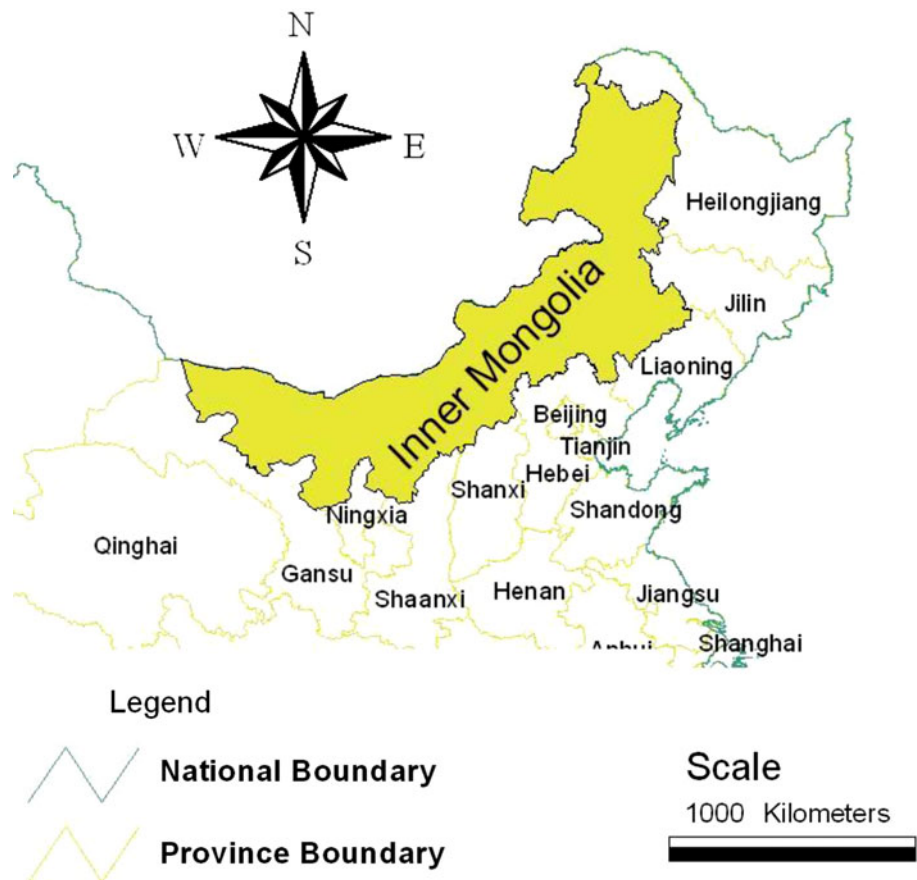 N
W E
S
Heilongjiang
Jilin
Liaoning
Inner Mongolia
Beijing
Tianjin
Hebei
Shanxi
Shandong
Ningxia
Qinghai
Gansu
Shaanxi
Henan
Jiangsu
Anhui
Shanghai
Legend
National Boundary
Province Boundary
Scale
1000 Kilometers